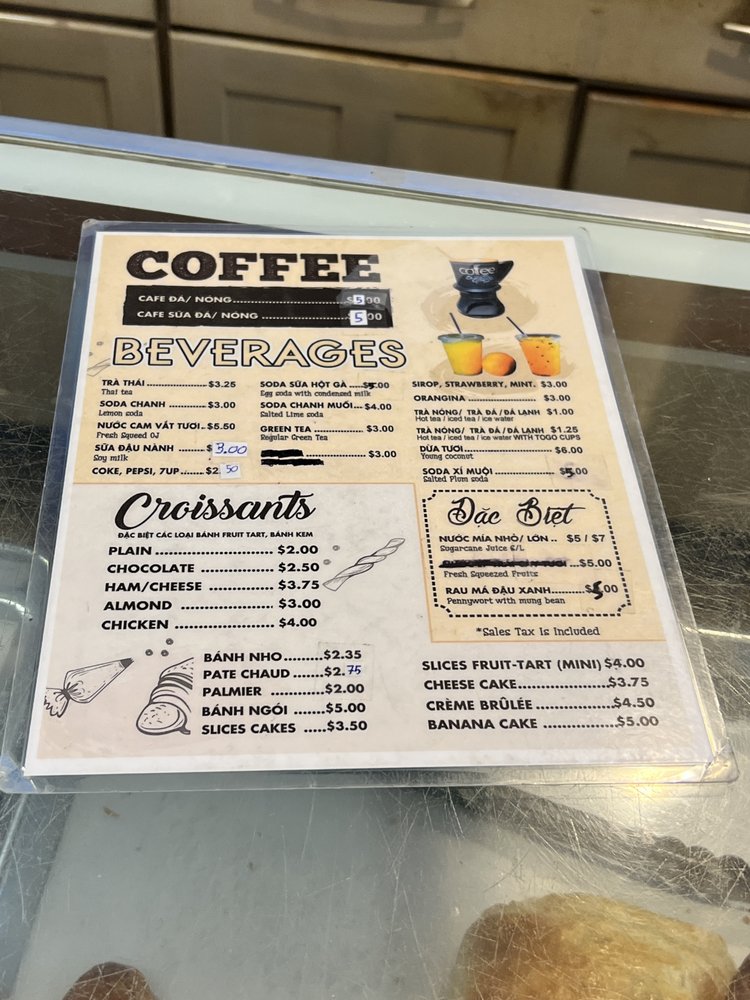 COFFEE
coffee
CAFE ĐÁ/ NÓNG........................$5.00
CAFE SỮA ĐÁ/ NÓNG ....................5.00
BEVERAGES
TRÀ THÁI ................$3.25
Thai tea
SODA CHANH ...........$3.00
Lemon soda
NƯỚC CAM VẮT TƯƠI..$5.50
Fresh Squeed OJ
SỮA ĐẬU NÀNH ........$3.00
Soy milk
COKE, PEPSI, 7UP......$2.50
SODA SỮA HỘT GÀ ....$5.00
Egg soda with condensed milk
SODA CHANH MUỐI...$4.00
Salted Lime soda
GREEN TEA ................$3.00
Regular Green Tea
....................$3.00
SIROP, STRAWBERRY, MINT. $3.00
ORANGINA ................... $3.00
TRÀ NÓNG/ TRÀ ĐÁ /ĐÁ LẠNH $1.00
Hot tea / iced tea / ice water
TRÀ NÓNG/ TRÀ ĐÁ/ ĐÁ LẠNH $1.25
Hot tea / iced tea / ice water WITH TOGO CUPS
DỪA TƯƠI........................$6.00
Young coconut
SODA XÍ MUỘI .................$5.00
Salted Plum soda
Croissants
ĐẶC BIỆT CÁC LOẠI BÁNH FRUIT TART, BÁNH KEM
PLAIN ........................... $2.00
CHOCOLATE .................. $2.50
HAM/CHEESE ................ $3.75
ALMOND ....................... $3.00
CHICKEN ...................... $4.00
Đặc Biệt
NƯỚC MÍA NHỎ/ LỚN .. $5 / $7
Sugarcane Juice S/L
...$5.00
Fresh Squeezed Fruits
RAU MÁ ĐẬU XANH.........$5.00
Pennywort with mung bean
*Sales Tax is Included
BÁNH NHO.........$2.35
PATE CHAUD......$2.75
PALMIER ...........$2.00
BÁNH NGÓI .......$5.00
SLICES CAKES .....$3.50
SLICES FRUIT-TART (MINI) $4.00
CHEESE CAKE...................$3.75
CRÈME BRÛLÉE ................$4.50
BANANA CAKE ................$5.00